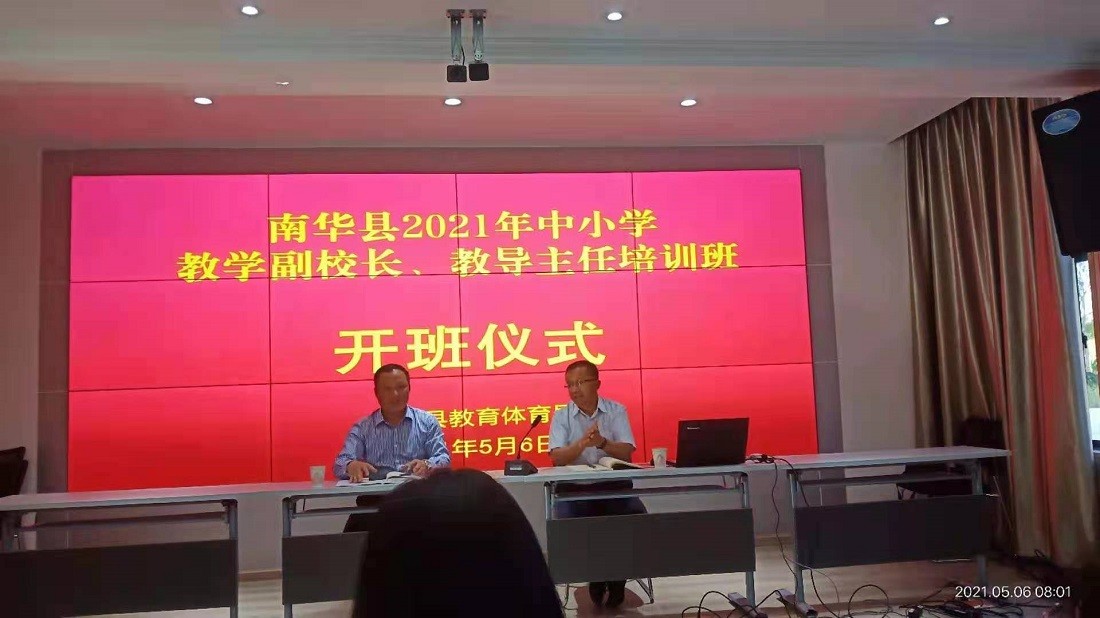 南华县2021年中小学
教学副校长、教导主任培训班
开班仪式
县教育体育局
1年5月6日
2021.05.06 08:01